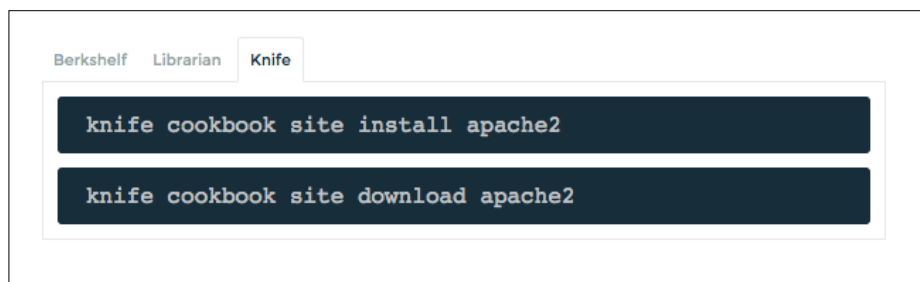 Berkshelf Librarian Knife
knife cookbook site install apache2
knife cookbook site download apache2